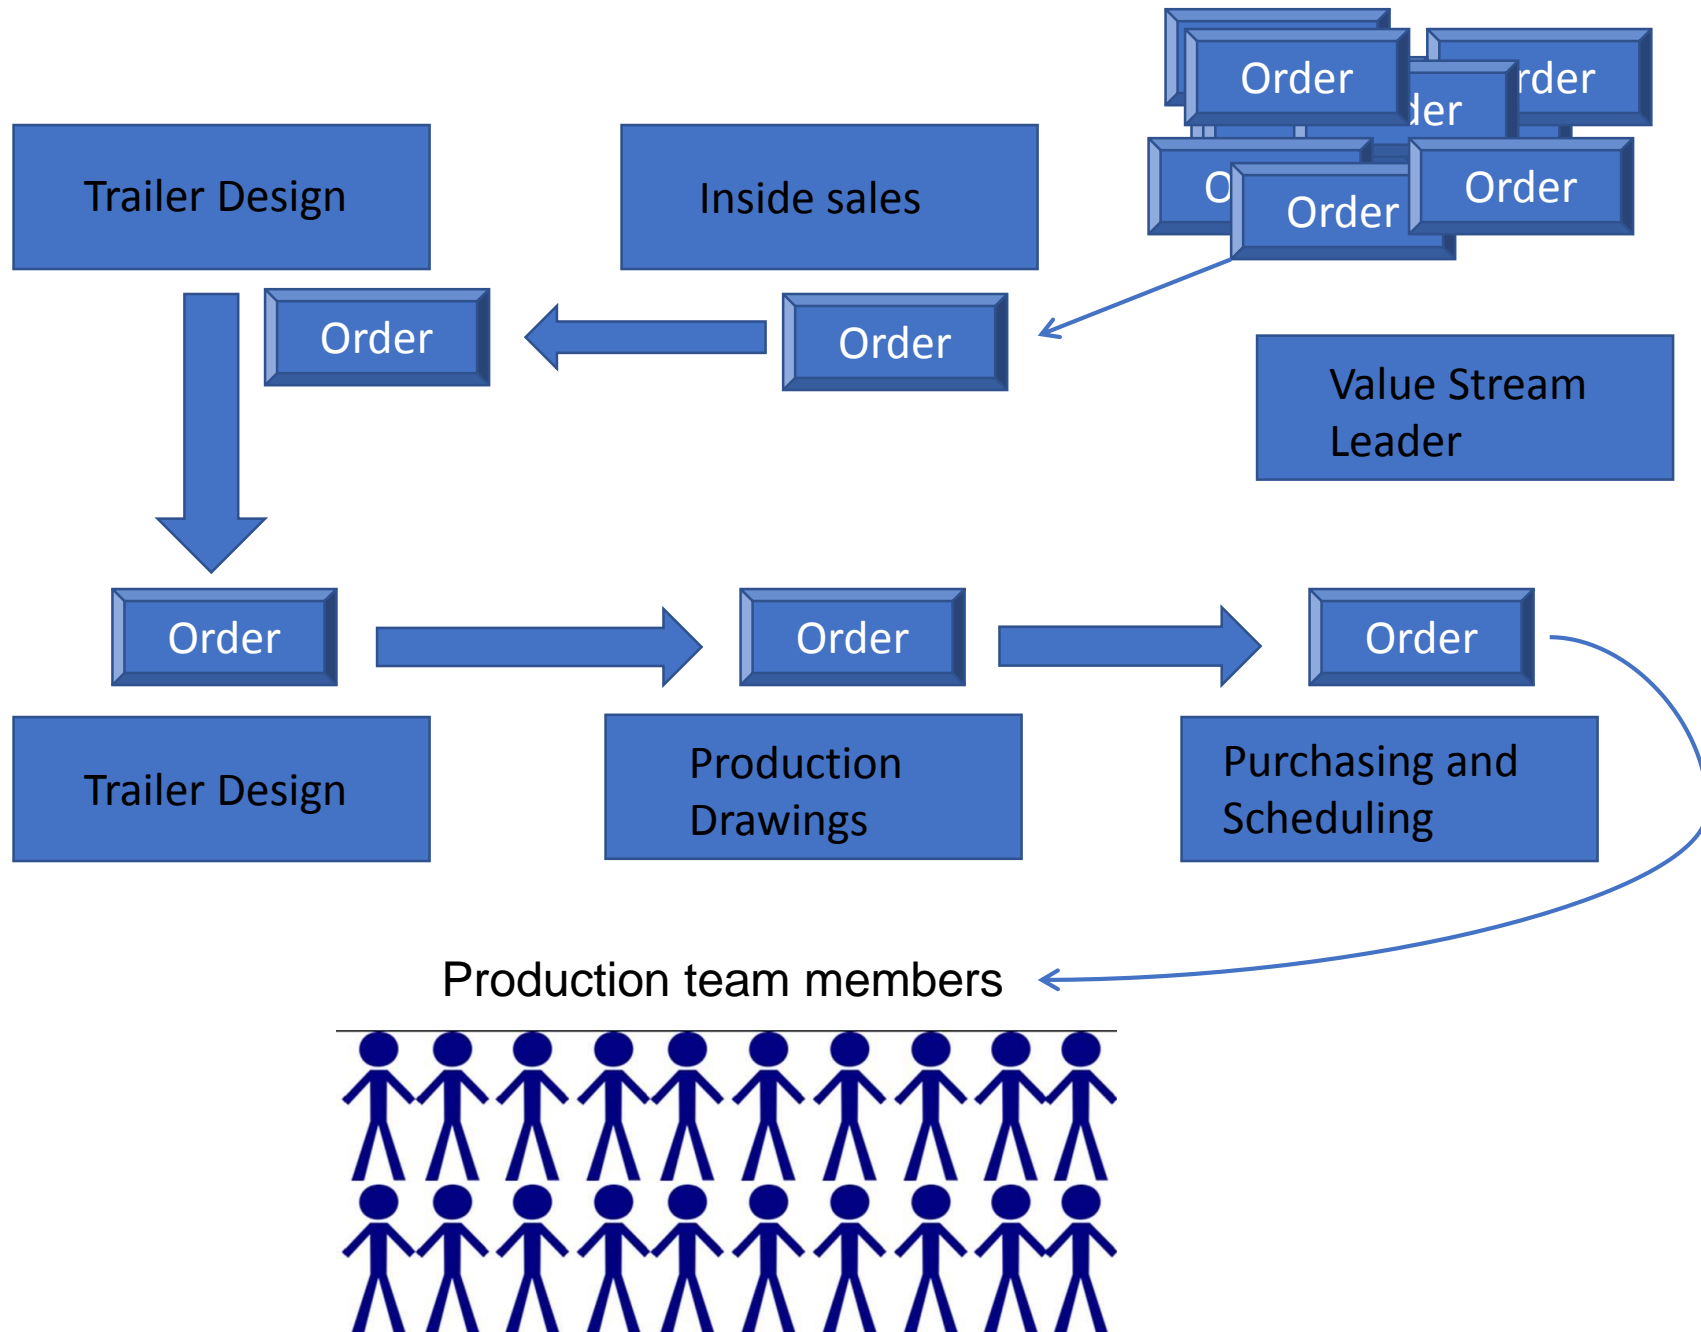 Order
Order
Order
Order
Trailer Design
Inside sales
Order
Order
Value Stream
Leader
Order
Order
Order
Trailer Design
Production
Drawings
Purchasing and
Scheduling
Production team members